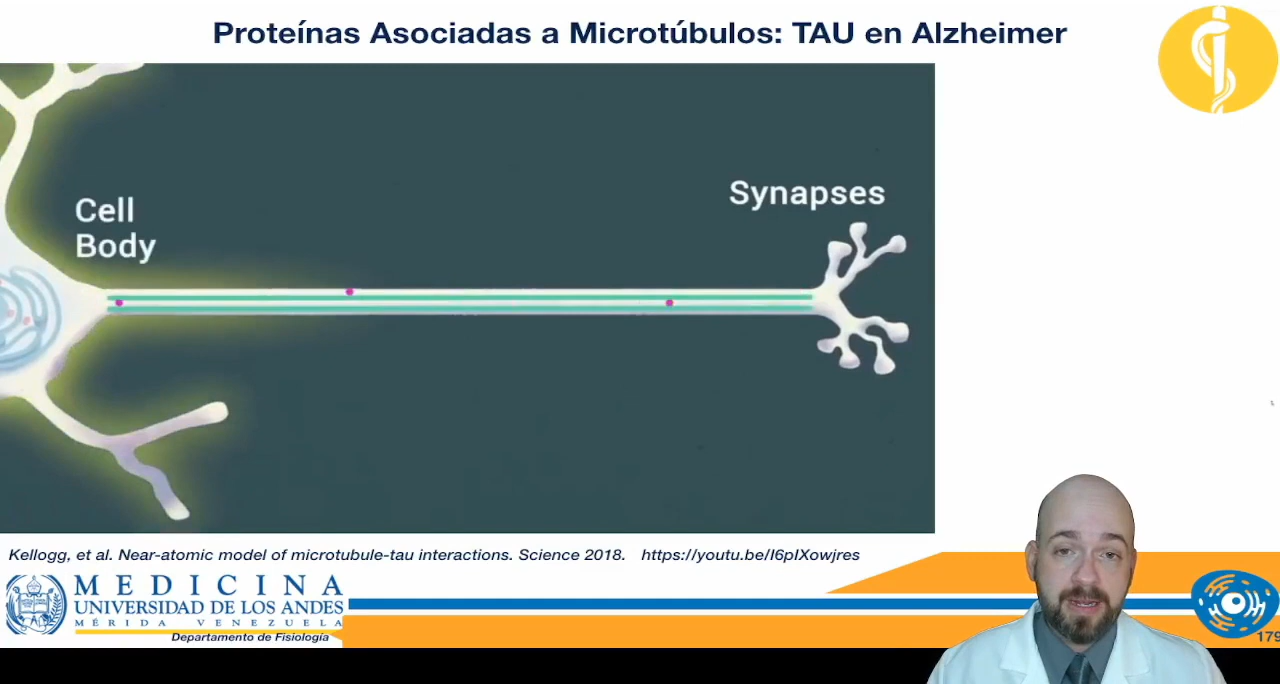 Proteínas Asociadas a Microtúbulos: TAU en Alzheimer
Cell
Body
Synapses
Kellogg, et al. Near-atomic model of microtubule-tau interactions. Science 2018. https://youtu.be/I6pIXowjres
MEDICINA
UNIVERSIDAD DE LOS ANDES
MÉRIDA VENEZUELA
Departamento de Fisiología
179